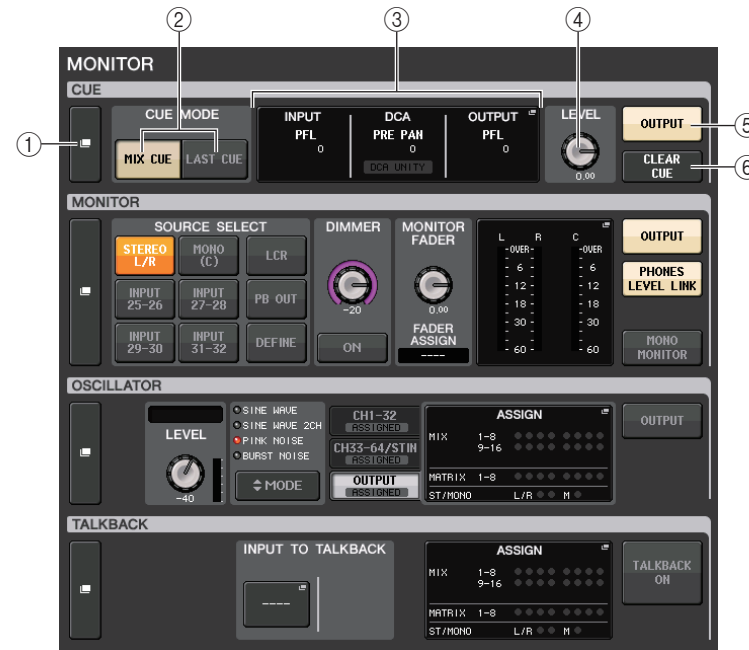 ② ③ ④
MONITOR
CUE
①
CUE MODE
MIX CUE LAST CUE
INPUT DCA OUTPUT
PFL PRE PAN PFL
0 0
DCA UNITY
LEVEL
0.00
OUTPUT
⑤
CLEAR
CUE
⑥
MONITOR
SOURCE SELECT
STEREO
L/R
MONO
(C)
LCR
INPUT
25-26
INPUT
27-28
PB OUT
INPUT
29-30
INPUT
31-32
DEFINE
DIMMER
-20
ON
MONITOR
FADER
0.00
FADER
ASSIGN
----
L R C
-OVER- -OVER
- 6 - - 6
- 12 - - 12
- 18 - - 18
- 30 - - 30
- 60 - - 60
OUTPUT
PHONES
LEVEL LINK
MONO
MONITOR
OSCILLATOR
LEVEL
-40
SINE WAVE
SINE WAVE 2CH
PINK NOISE
BURST NOISE
MODE
CH1-32
ASSIGNED
CH33-64/STIN
ASSIGNED
OUTPUT
ASSIGNED
ASSIGN
MIX 1-8
9-16
MATRIX 1-8
ST/MONO L/R M
OUTPUT
TALKBACK
INPUT TO TALKBACK
----
ASSIGN
MIX 1-8
9-16
MATRIX 1-8
ST/MONO L/R M
TALKBACK
ON